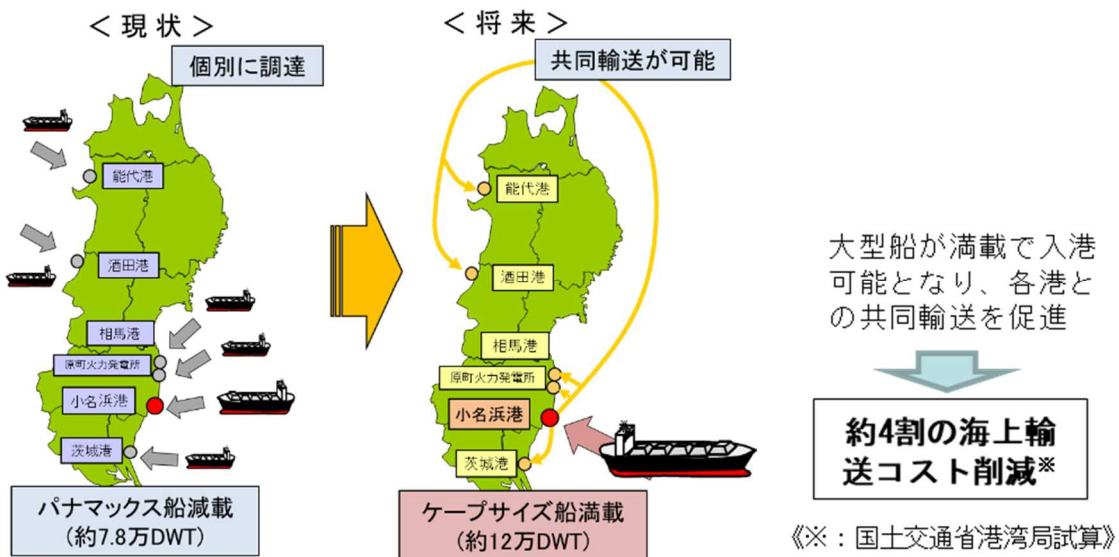 ＜現状＞
個別に調達
能代港
酒田港
相馬港
原町火力発電所
小名浜港
茨城港
パナマックス船減載
(約7.8万DWT)
＜将来＞
共同輸送が可能
能代港
酒田港
相馬港
原町火力発電所
小名浜港
茨城港
ケープサイズ船満載
(約12万DWT)
大型船が満載で入港
可能となり、各港と
の共同輸送を促進
約4割の海上輸
送コスト削減※
《※：国土交通省港湾局試算》